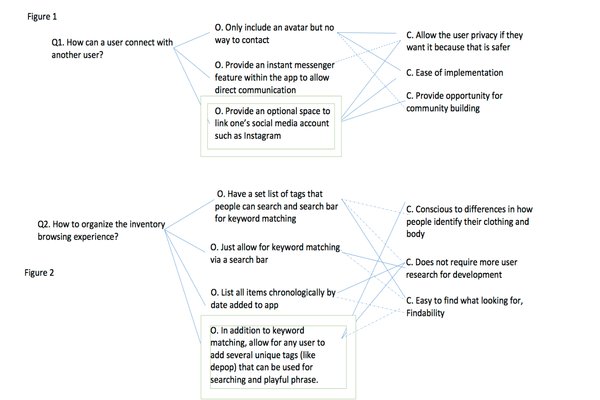 Figure 1
Q1. How can a user connect with
another user?
O. Only include an avatar but no
way to contact
O. Provide an instant messenger
feature within the app to allow
direct communication
O. Provide an optional space to
link one's social media account
such as Instagram
C. Allow the user privacy if they
want it because that is safer
C. Ease of implementation
C. Provide opportunity for
community building
Q2. How to organize the inventory
browsing experience?
Figure 2
O. Have a set list of tags that
people can search and search bar
for keyword matching
O. Just allow for keyword matching
via a search bar
O. List all items chronologically by
date added to app
O. In addition to keyword
matching, allow for any user to
add several unique tags (like
depop) that can be used for
searching and playful phrase.
C. Conscious to differences in how
people identify their clothing and
body
C. Does not require more user
research for development
C. Easy to find what looking for,
Findability